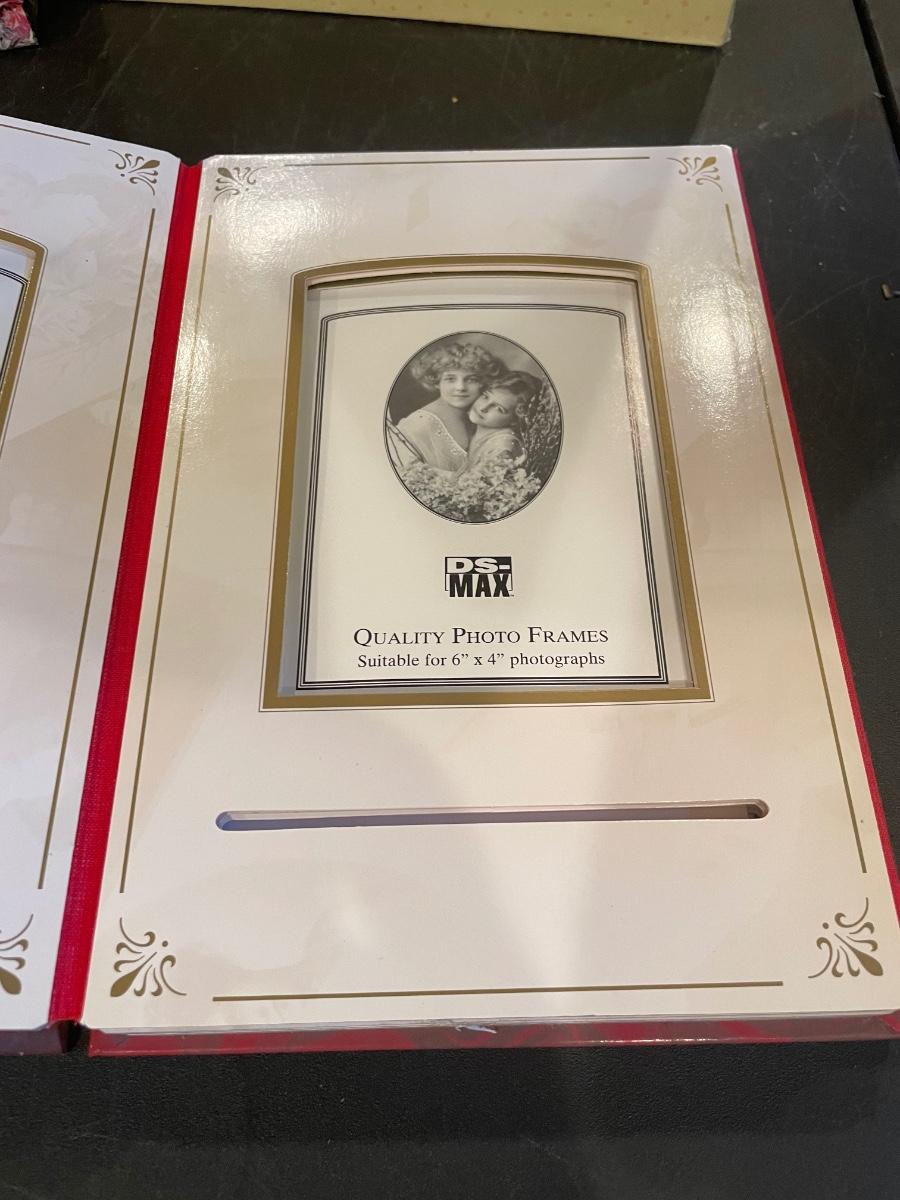 DS-
MAX
QUALITY PHOTO FRAMES
Suitable for 6” x 4” photographs